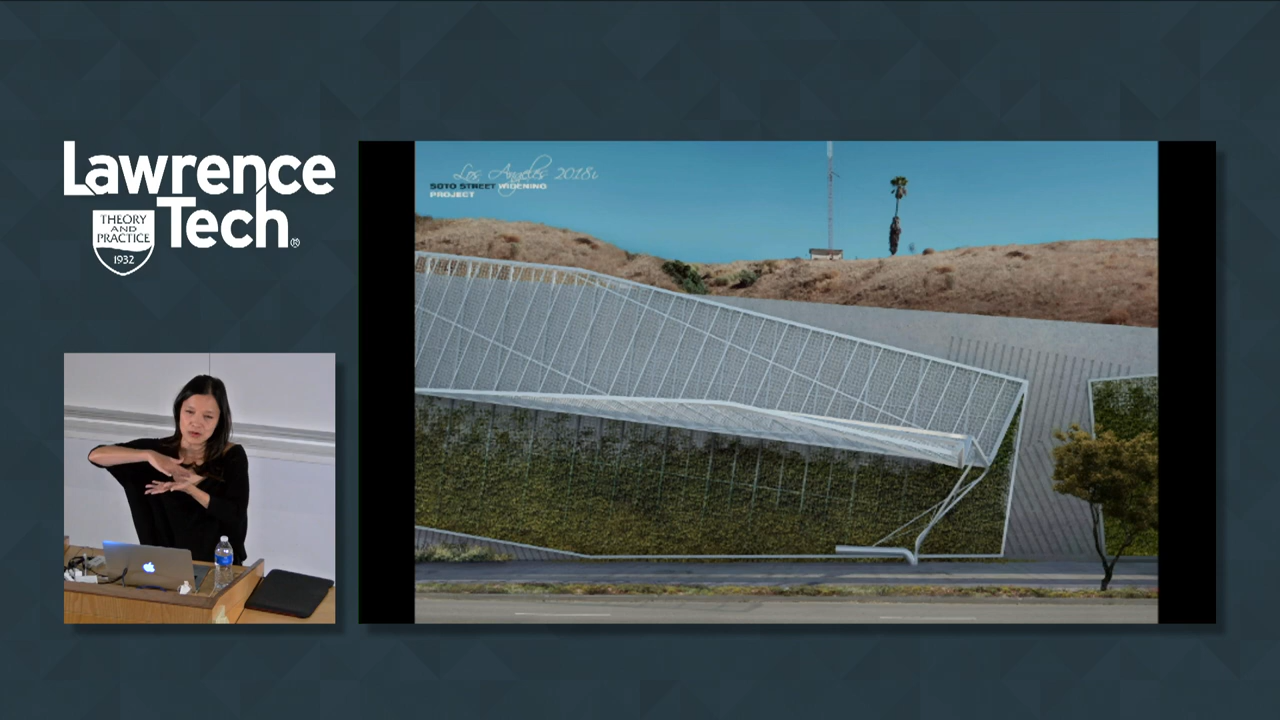 Lawrence
Tech®
THEORY
AND
PRACTICE
1932
Los Angeles 2018
SOTO STREET WIDENING
PROJECT